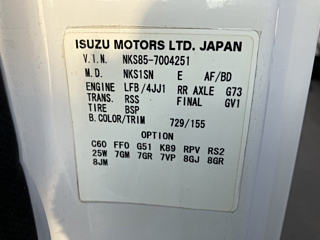 ISUZU MOTORS LTD. JAPAN
V.I.N. NKS85-7004251
M.D. NKS1SN E AF/BD
ENGINE LFB/4JJ1 RR AXLE G73
TRANS. RSS FINAL GV1
TIRE BSP
B.COLOR/TRIM 729/155
OPTION
C60 FFO G51 K89 RPV RS2
25W 7GM 7GR 7VP 8GJ 8GR
8JM